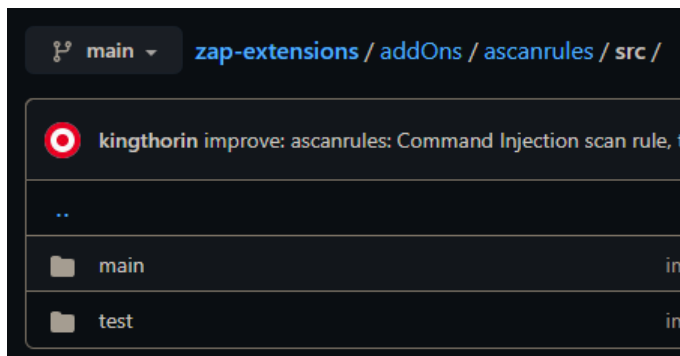 main
zap-extensions / addOns / ascanrules / src /
kingthorin improve: ascanrules: Command Injection scan rule,
..
main
test